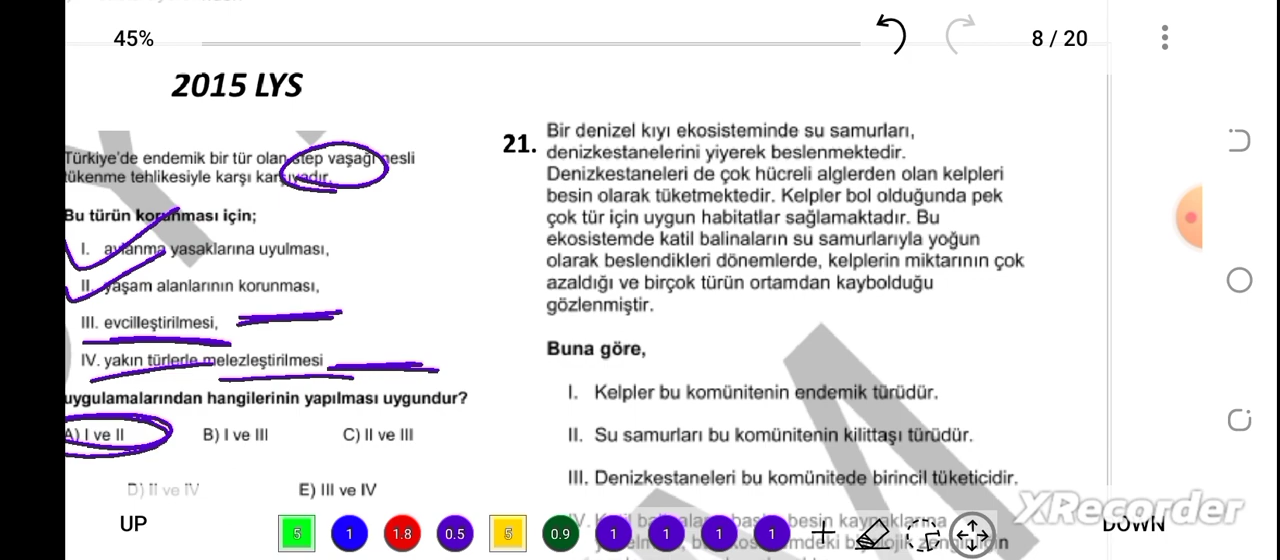 45%
8 / 20
2015 LYS
Türkiye'de endemik bir tür olan step vaşağı nesli
tükenme tehlikesiyle karşı karşıyadır.
Bu türün korunması için;
I. avlanma yasaklarına uyulması,
II. yaşam alanlarının korunması,
III. evcilleştirilmesi,
IV. yakın türlerle melezleştirilmesi
uygulamalarından hangilerinin yapılması uygundur?
A) I ve II B) I ve III C) II ve III
D) II ve IV E) III ve IV
21. Bir denizel kıyı ekosisteminde su samurları,
denizkestanelerini yiyerek beslenmektedir.
Denizkestaneleri de çok hücreli alglerden olan kelpleri
besin olarak tüketmektedir. Kelpler bol olduğunda pek
çok tür için uygun habitatlar sağlamaktadır. Bu
ekosistemde katil balinaların su samurlarıyla yoğun
olarak beslendikleri dönemlerde, kelplerin miktarının çok
azaldığı ve birçok türün ortamdan kaybolduğu
gözlenmiştir.
Buna göre,
I. Kelpler bu komünitenin endemik türüdür.
II. Su samurları bu komünitenin kilittaşı türüdür.
III. Denizkestaneleri bu komünitede birincil tüketicidir.
besin kaynaklarına
UP
5 1 1.8 0.5 5 0.9 1 1 1 1
DOWN
XRecorder